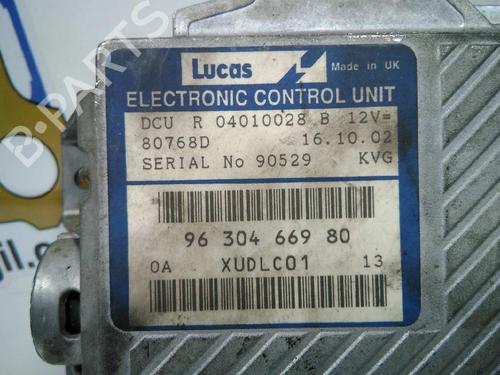 Lucas
Made in UK
ELECTRONIC CONTROL UNIT
DCU R 04010028 B 12V=
80768D 16.10.02
SERIAL No 90529 KVG
96 304 669 80
0A XUDLC01 13
B-PARTS